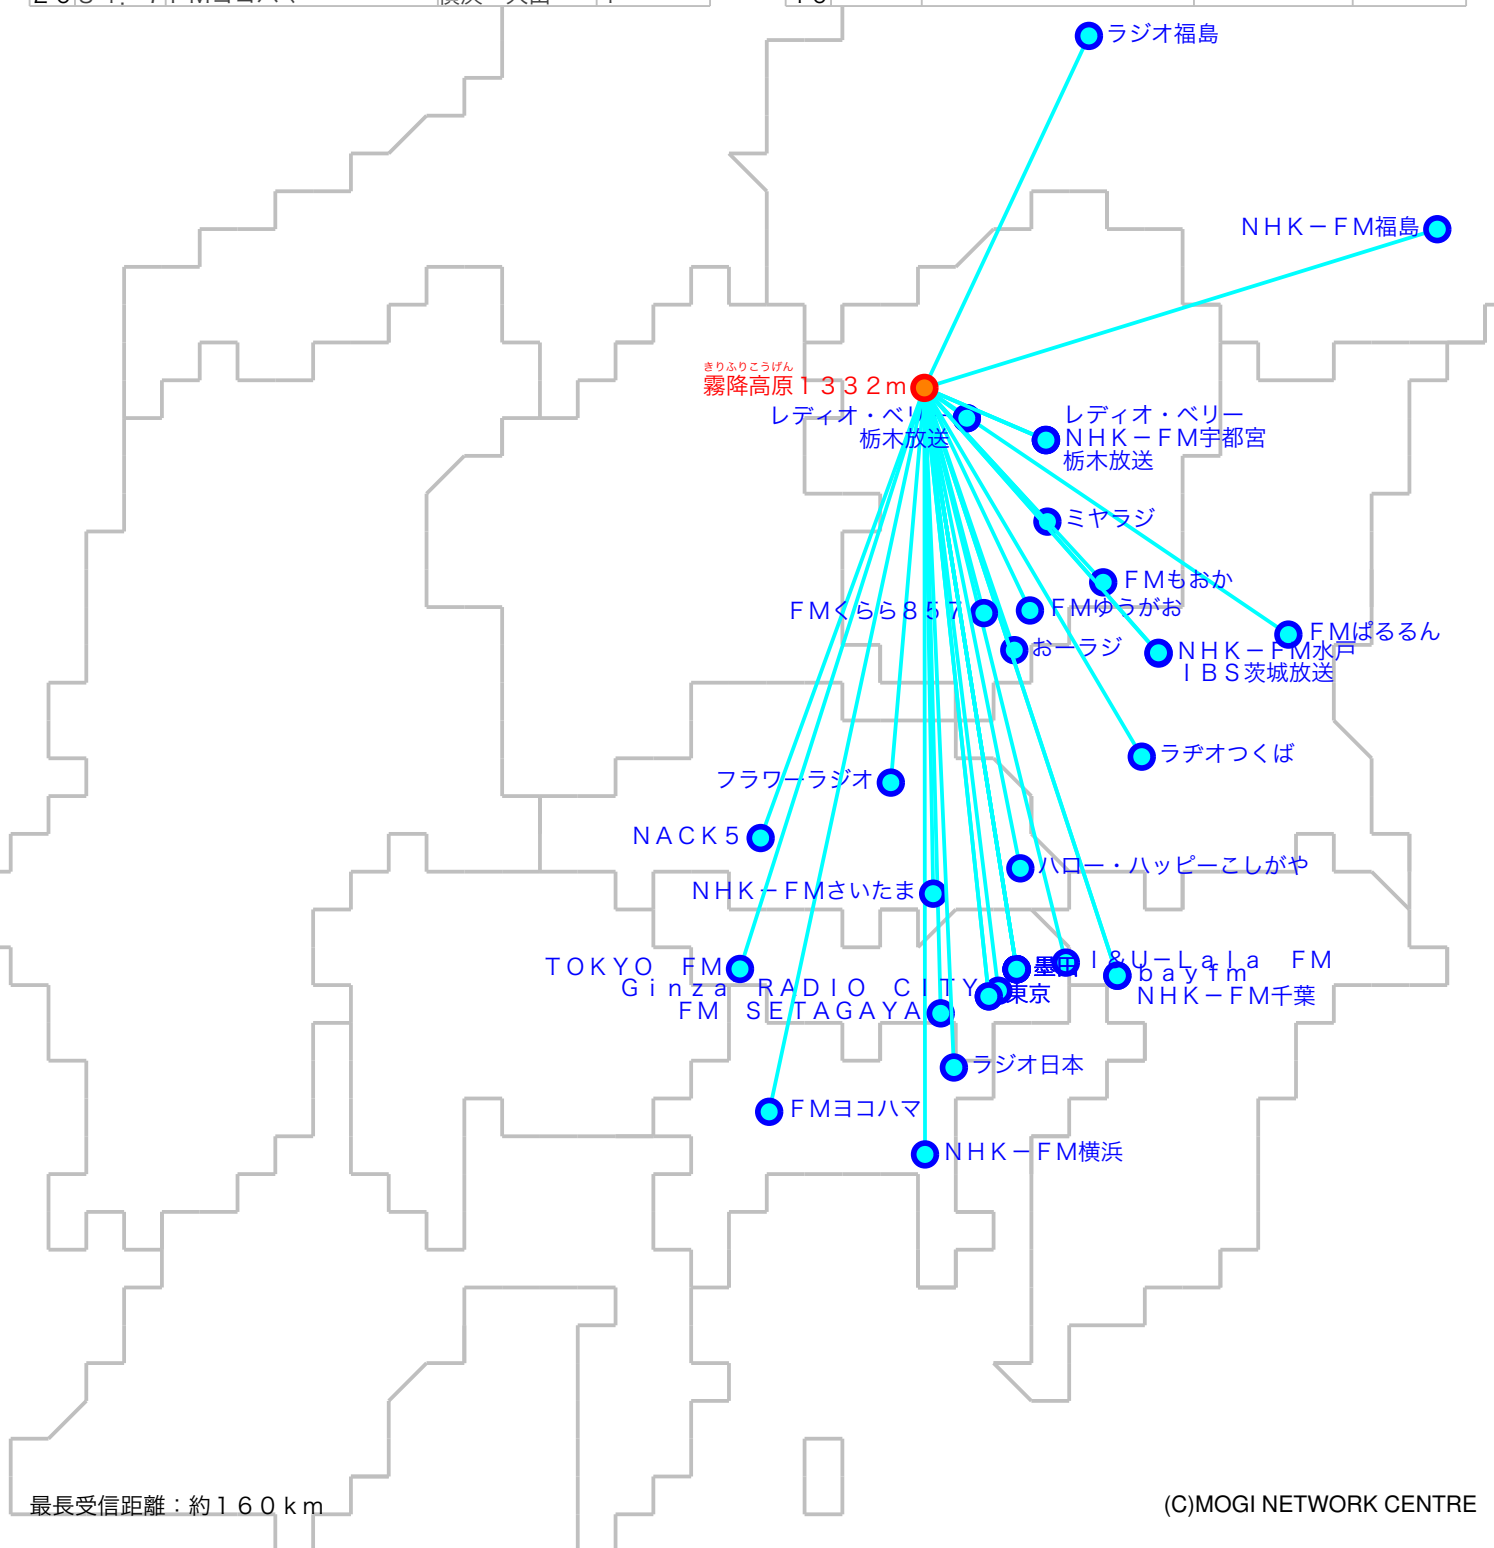 ラジオ福島
ＮＨＫ－ＦＭ福島
きりふりこうげん
霧降高原１３３２ｍ
レディオ・ベリー
栃木放送
レディオ・ベリー
ＮＨＫ－ＦＭ宇都宮
栃木放送
ミヤラジ
ＦＭもおか
ＦＭくらら８５７
ＦＭゆうがお
おーラジ
ＦＭぱるるん
ＮＨＫ－ＦＭ水戸
ＩＢＳ茨城放送
ラヂオつくば
フラワーラジオ
ＮＡＣＫ５
ハロー・ハッピーこしがや
ＮＨＫ－ＦＭさいたま
ＴＯＫＹＯ　ＦＭ
墨田
Ｉ＆Ｕ－Ｌａｌａ　ＦＭ
ｂａｙｆｍ
ＮＨＫ－ＦＭ千葉
Ｇｉｎｚａ　ＲＡＤＩＯ　ＣＩＴＹ
東京
ＦＭ　ＳＥＴＡＧＡＹＡ
ラジオ日本
ＦＭヨコハマ
ＮＨＫ－ＦＭ横浜
最長受信距離：約１６０ｋｍ
(C)MOGI NETWORK CENTRE